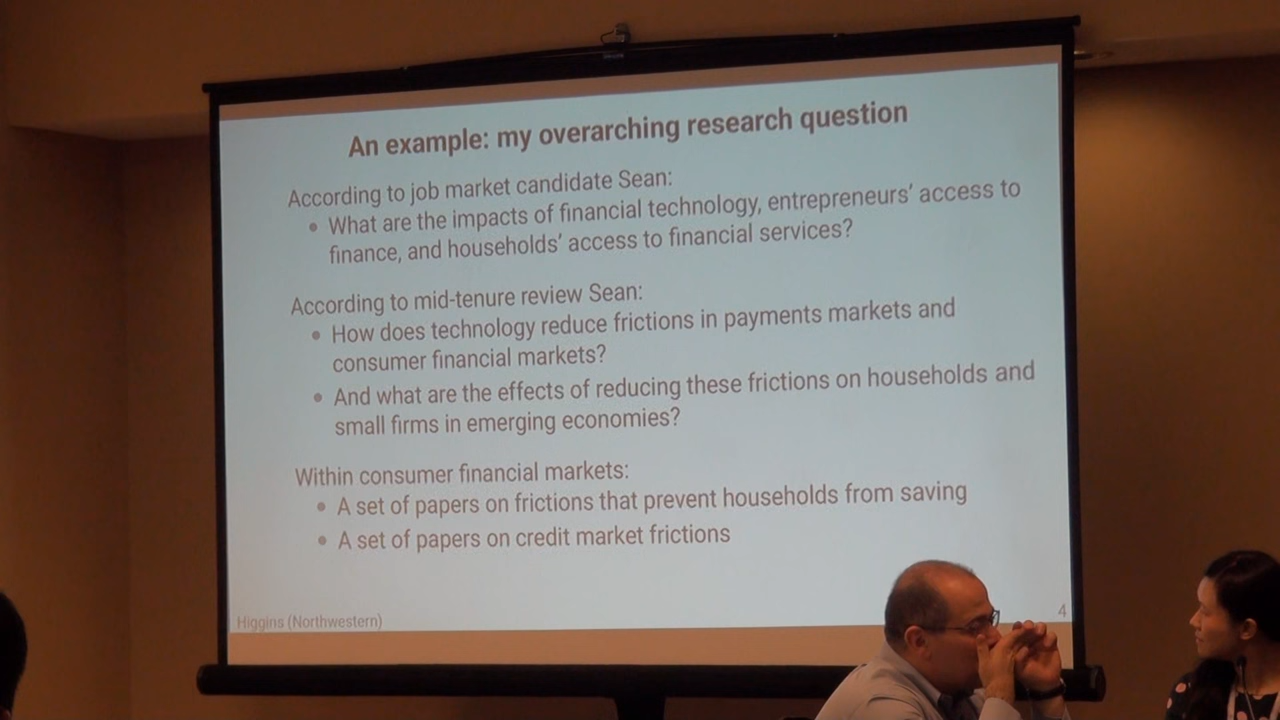 An example: my overarching research question
According to job market candidate Sean:
• What are the impacts of financial technology, entrepreneurs’ access to
finance, and households’ access to financial services?
According to mid-tenure review Sean:
• How does technology reduce frictions in payments markets and
consumer financial markets?
• And what are the effects of reducing these frictions on households and
small firms in emerging economies?
Within consumer financial markets:
• A set of papers on frictions that prevent households from saving
• A set of papers on credit market frictions
Higgins (Northwestern)
4